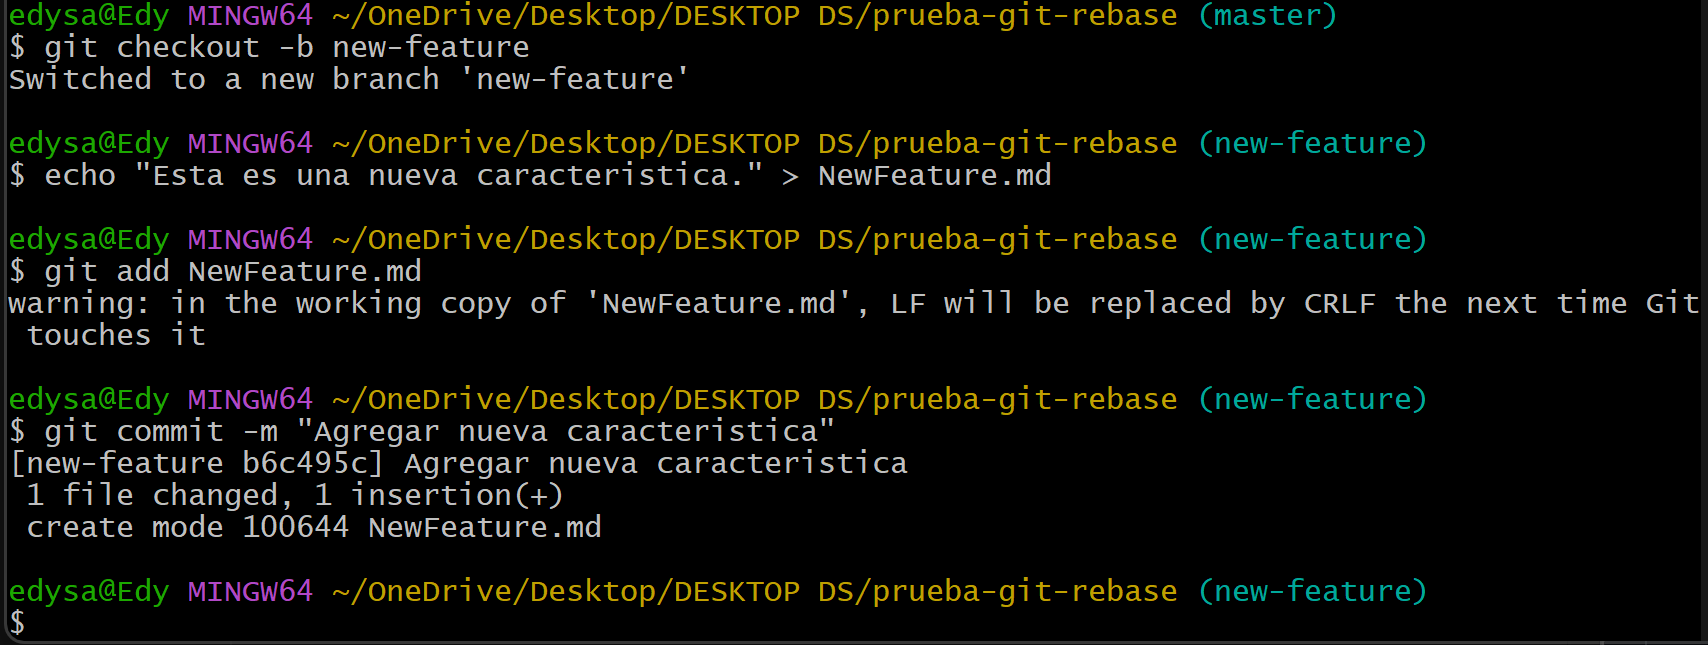 edysa@Edy MINGW64 ~/OneDrive/Desktop/DESKTOP DS/prueba-git-rebase (master)
$ git checkout -b new-feature
Switched to a new branch 'new-feature'
edysa@Edy MINGW64 ~/OneDrive/Desktop/DESKTOP DS/prueba-git-rebase (new-feature)
$ echo "Esta es una nueva caracteristica." > NewFeature.md
edysa@Edy MINGW64 ~/OneDrive/Desktop/DESKTOP DS/prueba-git-rebase (new-feature)
$ git add NewFeature.md
warning: in the working copy of 'NewFeature.md', LF will be replaced by CRLF the next time Git
 touches it
edysa@Edy MINGW64 ~/OneDrive/Desktop/DESKTOP DS/prueba-git-rebase (new-feature)
$ git commit -m "Agregar nueva caracteristica"
[new-feature b6c495c] Agregar nueva caracteristica
 1 file changed, 1 insertion(+)
 create mode 100644 NewFeature.md
edysa@Edy MINGW64 ~/OneDrive/Desktop/DESKTOP DS/prueba-git-rebase (new-feature)
$